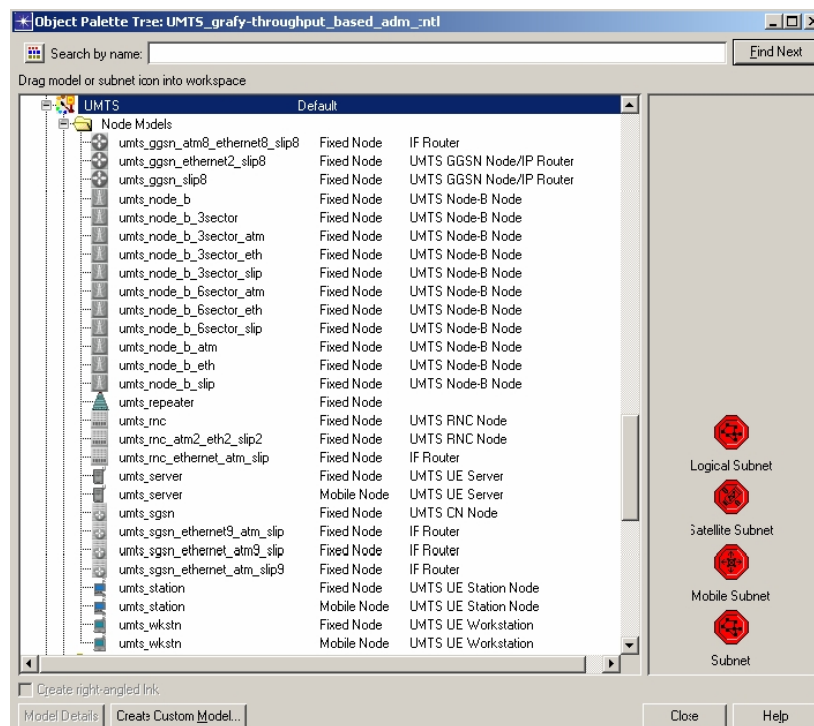 Object Palette Tree: UMTS_grafy-throughput_based_adm_cntl
Search by name:
Find Next
Drag model or subnet icon into workspace
UMTS Default
Node Models
umts_ggsn_atm8_ethernet8_slip8 Fixed Node IF Router
umts_ggsn_ethernet2_slip8 Fixed Node UMTS GGSN Node/IP Router
umts_ggsn_slip8 Fixed Node UMTS GGSN Node/IP Router
umts_node_b Fixed Node UMTS Node-B Node
umts_node_b_3sector Fixed Node UMTS Node-B Node
umts_node_b_3sector_atm Fixed Node UMTS Node-B Node
umts_node_b_3sector_eth Fixed Node UMTS Node-B Node
umts_node_b_3sector_slip Fixed Node UMTS Node-B Node
umts_node_b_6sector_atm Fixed Node UMTS Node-B Node
umts_node_b_6sector_eth Fixed Node UMTS Node-B Node
umts_node_b_6sector_slip Fixed Node UMTS Node-B Node
umts_node_b_atm Fixed Node UMTS Node-B Node
umts_node_b_eth Fixed Node UMTS Node-B Node
umts_node_b_slip Fixed Node UMTS Node-B Node
umts_repeater Fixed Node
umts_rnc Fixed Node UMTS RNC Node
umts_rnc_atm2_eth2_slip2 Fixed Node UMTS RNC Node
umts_rnc_ethernet_atm_slip Fixed Node IF Router
umts_server Fixed Node UMTS UE Server
umts_server Mobile Node UMTS UE Server
umts_sgsn Fixed Node UMTS CN Node
umts_sgsn_ethernet9_atm_slip Fixed Node IF Router
umts_sgsn_ethernet_atm9_slip Fixed Node IF Router
umts_sgsn_ethernet_atm_slip9 Fixed Node IF Router
umts_station Fixed Node UMTS UE Station Node
umts_station Mobile Node UMTS UE Station Node
umts_wkstn Fixed Node UMTS UE Workstation
umts_wkstn Mobile Node UMTS UE Workstation
Logical Subnet
Satellite Subnet
Mobile Subnet
Subnet
Create right-angled link
Model Details
Create Custom Model...
Close
Help